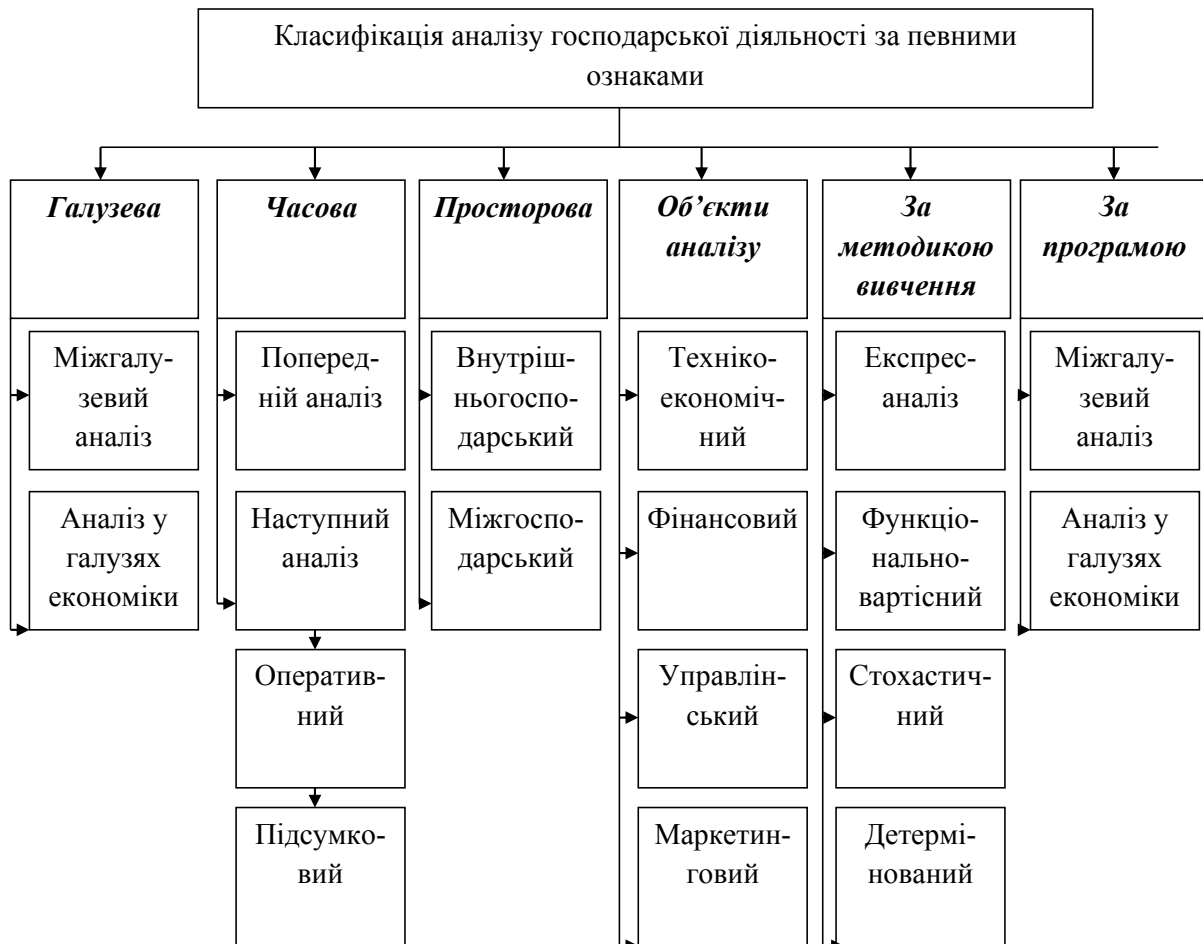 Класифікація аналізу господарської діяльності за певними
ознаками
Галузева
Часова
Просторова
Об’єкти
аналізу
За
методикою
вивчення
За
програмою
Міжгалу-
зевий
аналіз
Поперед-
ній аналіз
Внутріш-
ньогоспо-
дарський
Техніко-
економіч-
ний
Експрес-
аналіз
Міжгалу-
зевий
аналіз
Аналіз у
галузях
економіки
Наступний
аналіз
Міжгоспо-
дарський
Фінансовий
Функціо-
нально-
вартісний
Аналіз у
галузях
економіки
Оператив-
ний
Управлін-
ський
Стохастич-
ний
Підсумко-
вий
Маркетин-
говий
Детермі-
нований